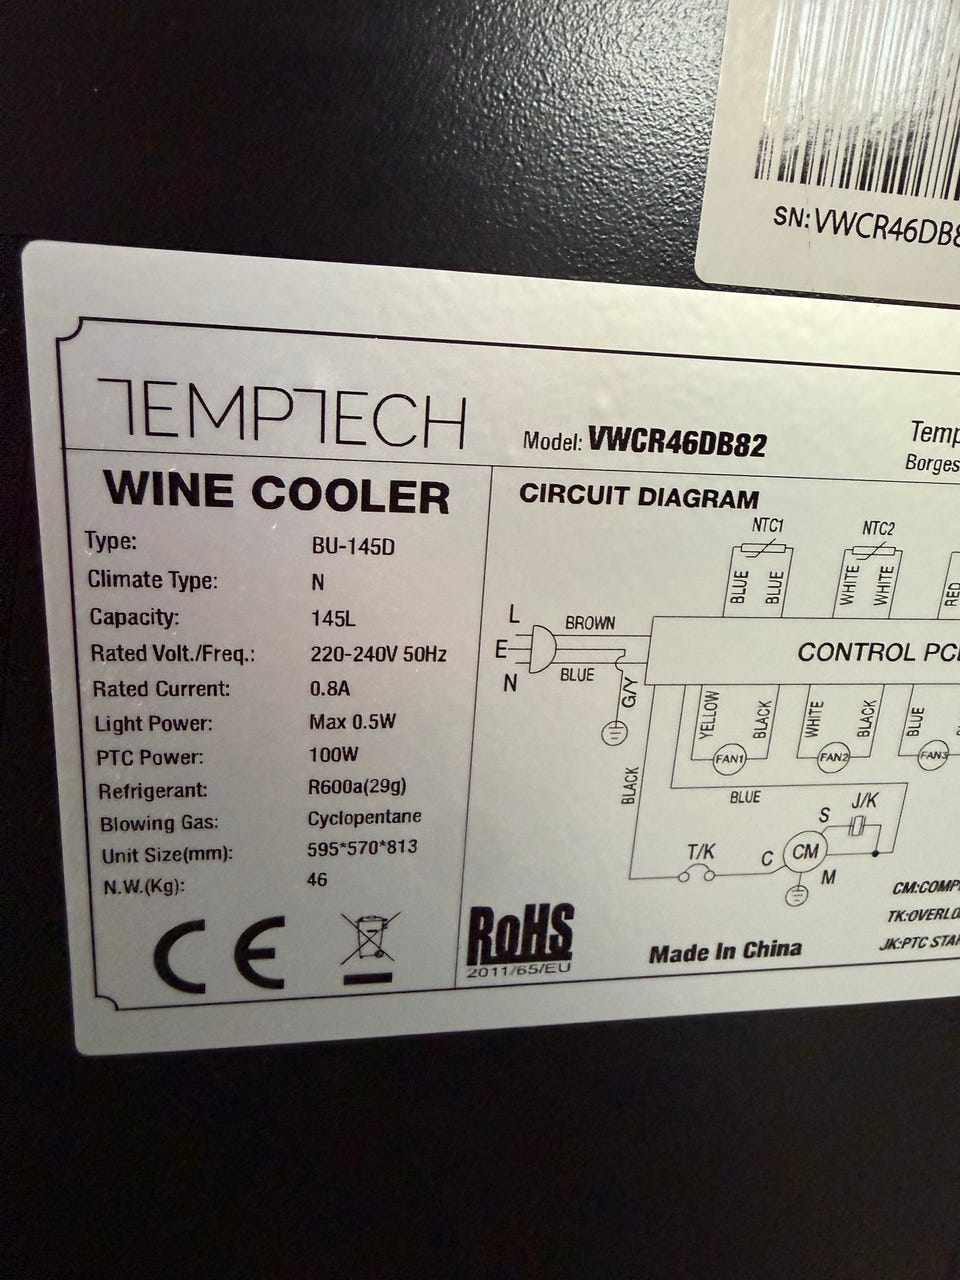 SN:VWCR46DB8
TEMPTECH
Model: VWCR46DB82
Temp
Borges
WINE COOLER
Type: BU-145D
Climate Type: N
Capacity: 145L
Rated Volt./Freq.: 220-240V 50Hz
Rated Current: 0.8A
Light Power: Max 0.5W
PTC Power: 100W
Refrigerant: R600a(29g)
Blowing Gas: Cyclopentane
Unit Size(mm): 595*570*813
N.W.(Kg): 46
CE
RoHS
2011/65/EU
CIRCUIT DIAGRAM
NTC1
NTC2
BLUE
BLUE
WHITE
WHITE
RED
L
E
N
BROWN
BLUE
G/Y
CONTROL PC
YELLOW
BLACK
WHITE
BLACK
BLUE
FAN1
FAN2
FAN3
BLACK
BLUE
T/K
C
CM
S
J/K
M
CM:COMP
TK:OVERLO
JK:PTC STAR
Made In China